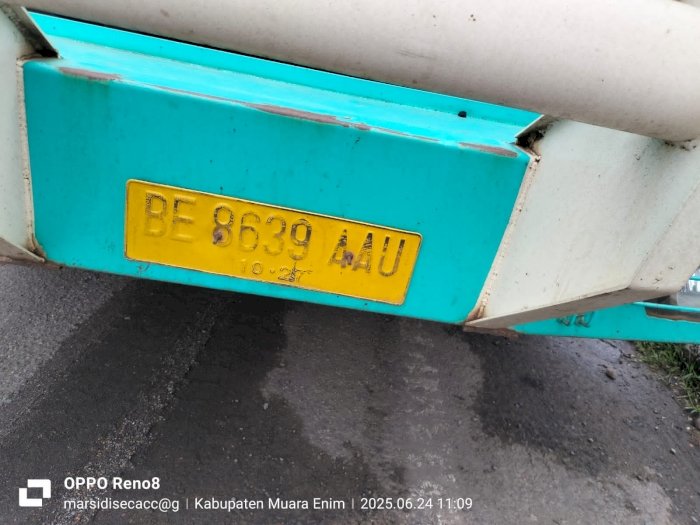 BE 8639 AAU
10·27
OPPO Reno8
marsidisecacc@g | Kabupaten Muara Enim | 2025.06.24 11:09